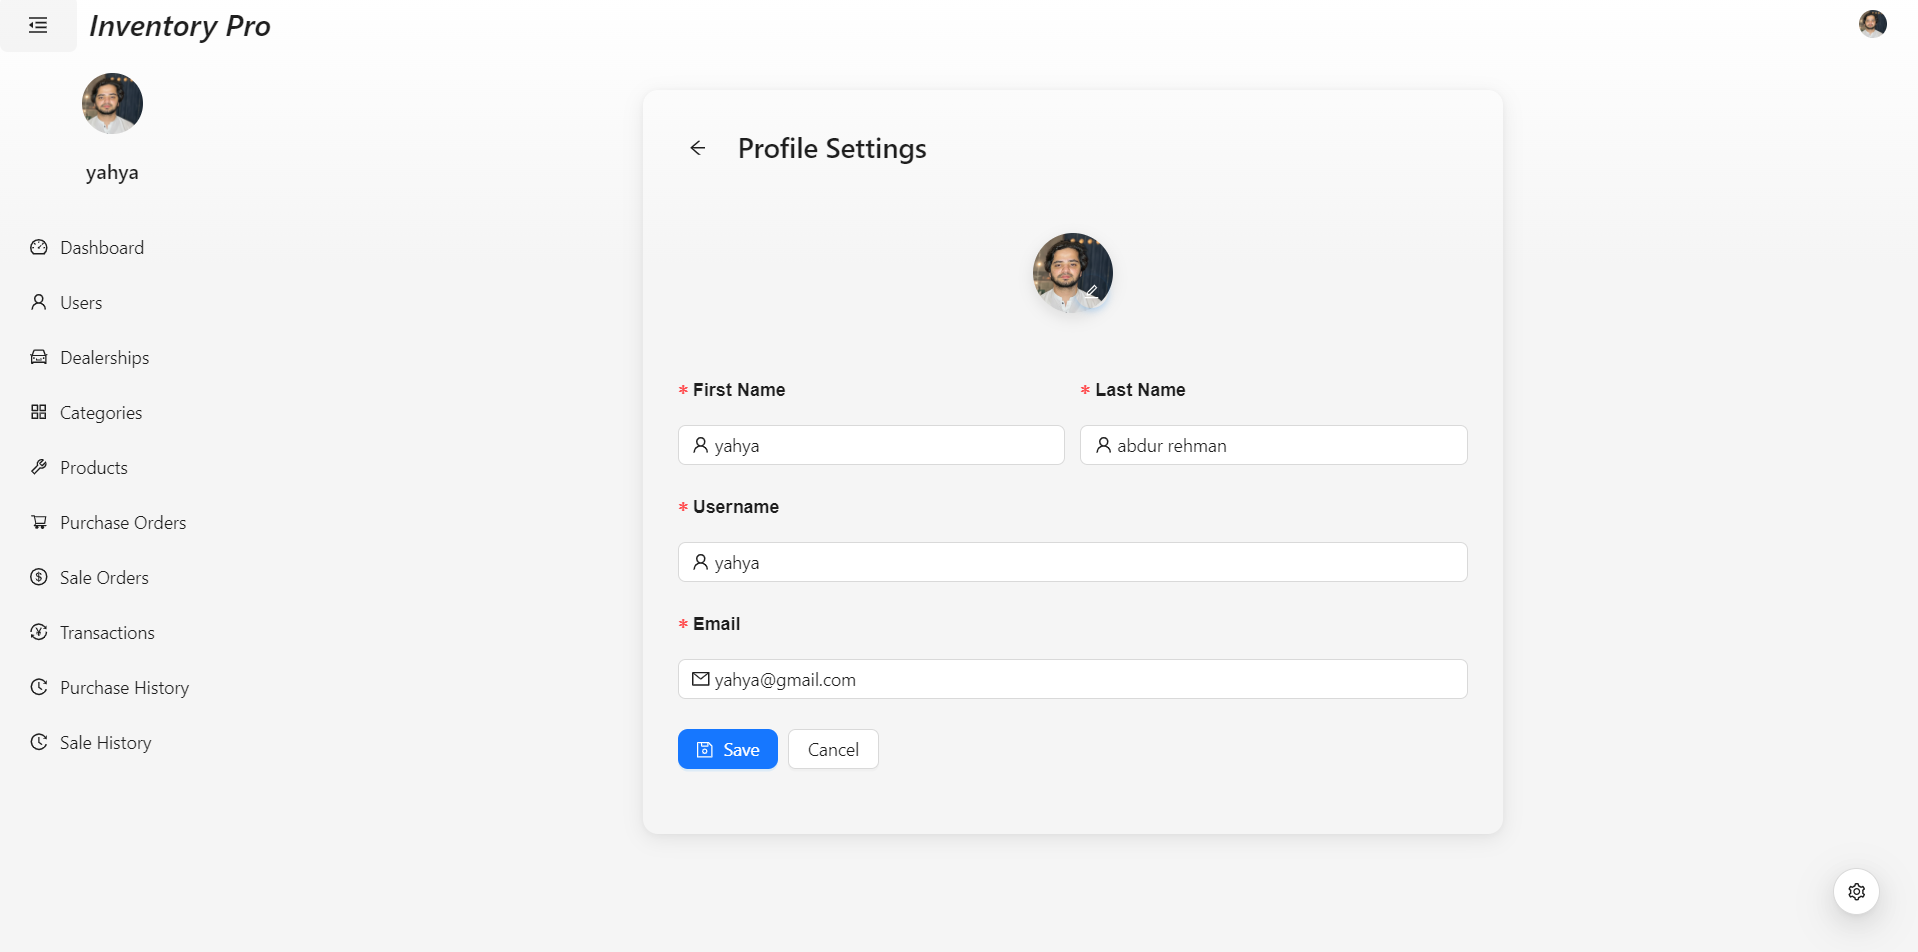 Inventory Pro
yahya
Dashboard
Users
Dealerships
Categories
Products
Purchase Orders
Sale Orders
Transactions
Purchase History
Sale History
Profile Settings
* First Name
* Last Name
yahya
abdur rehman
* Username
yahya
* Email
yahya@gmail.com
Save
Cancel